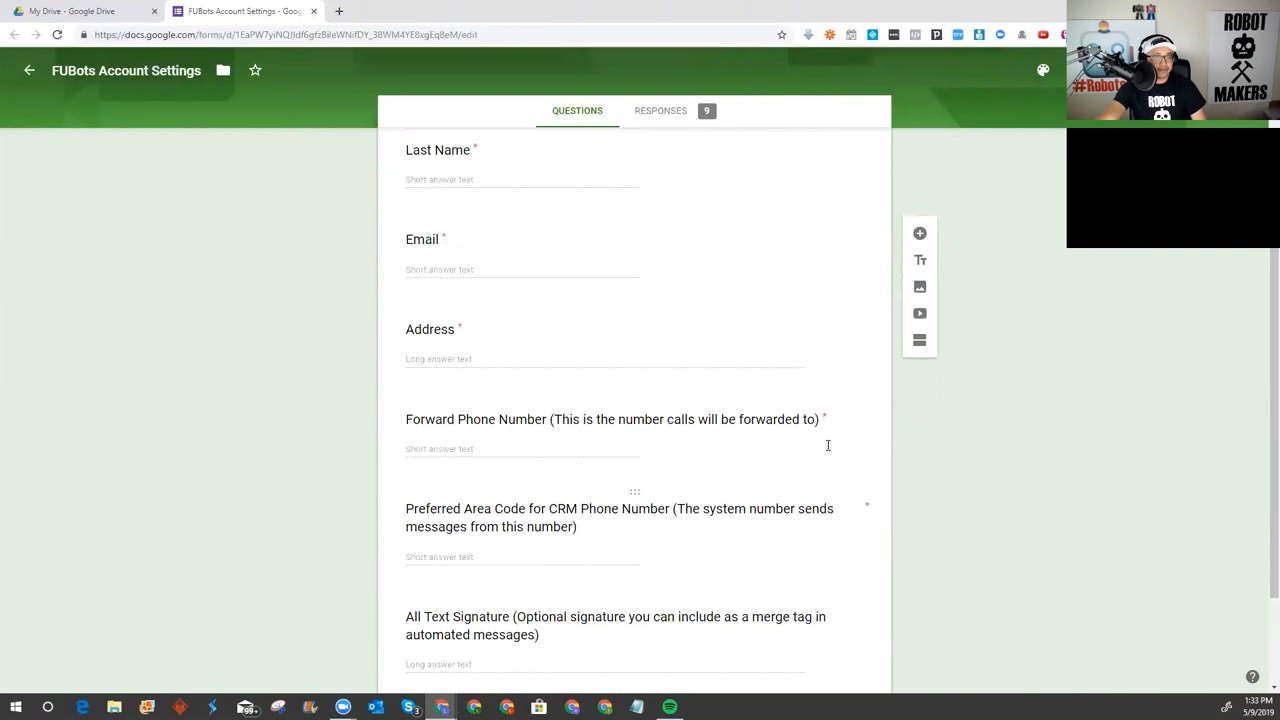 My Drive - Google Drive
FUBots Account Settings - Goog
https://docs.google.com/forms/d/
FUBots Account Settings
QUESTIONS
RESPONSES 9
Last Name *
Short answer text
Email *
Short answer text
Address *
Long answer text
Forward Phone Number (This is the number calls will be forwarded to) *
Short answer text
Preferred Area Code for CRM Phone Number (The system number sends *
messages from this number)
Short answer text
All Text Signature (Optional signature you can include as a merge tag in
automated messages)
Long answer text
#Robots
ROBOT
ROBOT
MAKERS
99+
1:33 PM
5/9/2019